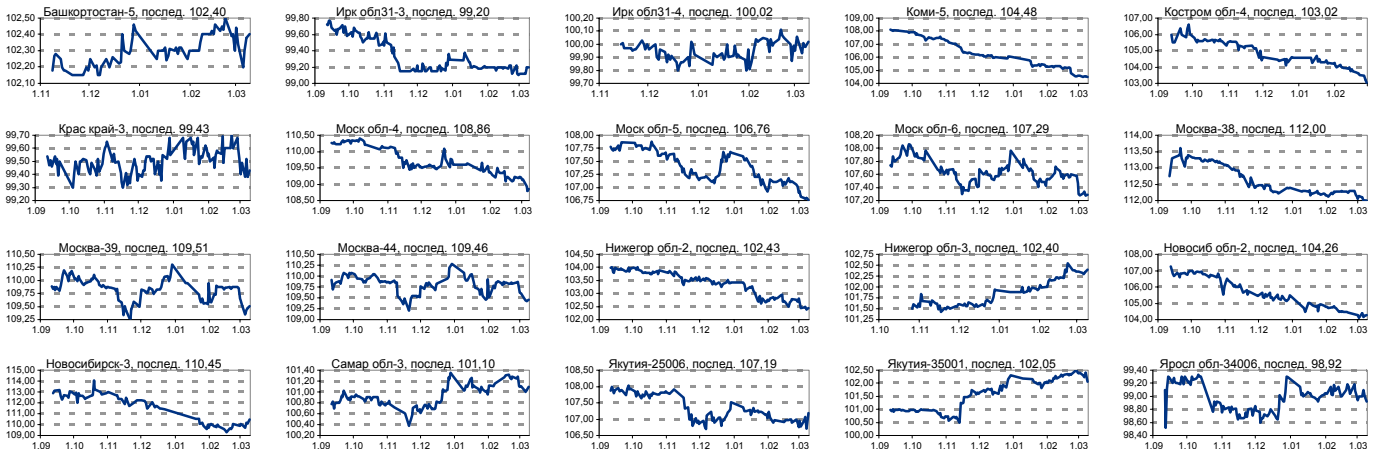 Башкортостан-5, послед. 102,40
102,50
102,40
102,30
102,20
102,10
1.11 1.12 1.01 1.02 1.03
Ирк обл31-3, послед. 99,20
99,80
99,60
99,40
99,20
99,00
1.09 1.10 1.11 1.12 1.01 1.02 1.03
Ирк обл31-4, послед. 100,02
100,20
100,10
100,00
99,90
99,80
99,70
1.11 1.12 1.01 1.02 1.03
Коми-5, послед. 104,48
109,00
108,00
107,00
106,00
105,00
104,00
1.09 1.10 1.11 1.12 1.01 1.02 1.03
Костром обл-4, послед. 103,02
107,00
106,00
105,00
104,00
103,00
1.09 1.10 1.11 1.12 1.01 1.02
Крас край-3, послед. 99,43
99,70
99,60
99,50
99,40
99,30
99,20
1.09 1.10 1.11 1.12 1.01 1.02 1.03
Моск обл-4, послед. 108,86
110,50
110,00
109,50
109,00
108,50
1.09 1.10 1.11 1.12 1.01 1.02 1.03
Моск обл-5, послед. 106,76
108,00
107,75
107,50
107,25
107,00
106,75
1.09 1.10 1.11 1.12 1.01 1.02 1.03
Моск обл-6, послед. 107,29
108,20
108,00
107,80
107,60
107,40
107,20
1.09 1.10 1.11 1.12 1.01 1.02 1.03
Москва-38, послед. 112,00
114,00
113,50
113,00
112,50
112,00
1.09 1.10 1.11 1.12 1.01 1.02 1.03
Москва-39, послед. 109,51
110,50
110,25
110,00
109,75
109,50
109,25
1.09 1.10 1.11 1.12 1.01 1.02 1.03
Москва-44, послед. 109,46
110,50
110,25
110,00
109,75
109,50
109,25
109,00
1.09 1.10 1.11 1.12 1.01 1.02 1.03
Нижегор обл-2, послед. 102,43
104,50
104,00
103,50
103,00
102,50
102,00
1.09 1.10 1.11 1.12 1.01 1.02 1.03
Нижегор обл-3, послед. 102,40
102,75
102,50
102,25
102,00
101,75
101,50
101,25
1.10 1.11 1.12 1.01 1.02 1.03
Новосиб обл-2, послед. 104,26
108,00
107,00
106,00
105,00
104,00
1.09 1.10 1.11 1.12 1.01 1.02 1.03
Новосибирск-3, послед. 110,45
115,00
114,00
113,00
112,00
111,00
110,00
109,00
1.09 1.10 1.11 1.12 1.01 1.02 1.03
Самар обл-3, послед. 101,10
101,40
101,20
101,00
100,80
100,60
100,40
100,20
1.09 1.10 1.11 1.12 1.01 1.02 1.03
Якутия-25006, послед. 107,19
108,50
108,00
107,50
107,00
106,50
1.09 1.10 1.11 1.12 1.01 1.02 1.03
Якутия-35001, послед. 102,05
102,50
102,00
101,50
101,00
100,50
100,00
1.09 1.10 1.11 1.12 1.01 1.02 1.03
Яросл обл-34006, послед. 98,92
99,40
99,20
99,00
98,80
98,60
98,40
1.09 1.10 1.11 1.12 1.01 1.02 1.03